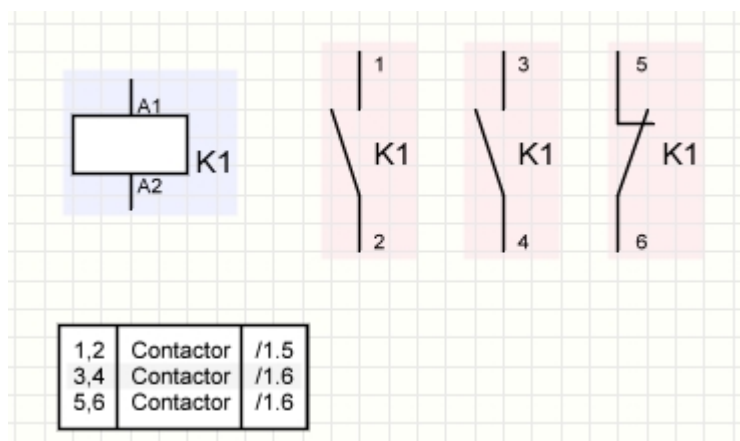 A1
K1
A2
1
K1
2
3
K1
4
5
K1
6
1,2 Contactor /1.5
3,4 Contactor /1.6
5,6 Contactor /1.6